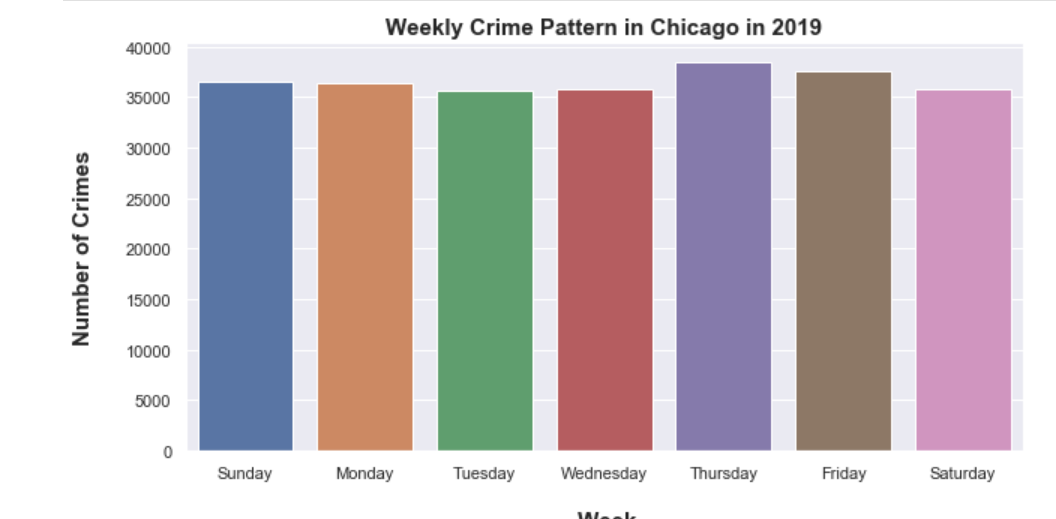 Weekly Crime Pattern in Chicago in 2019
40000
35000
30000
25000
20000
15000
10000
5000
0
Number of Crimes
Sunday Monday Tuesday Wednesday Thursday Friday Saturday
Week